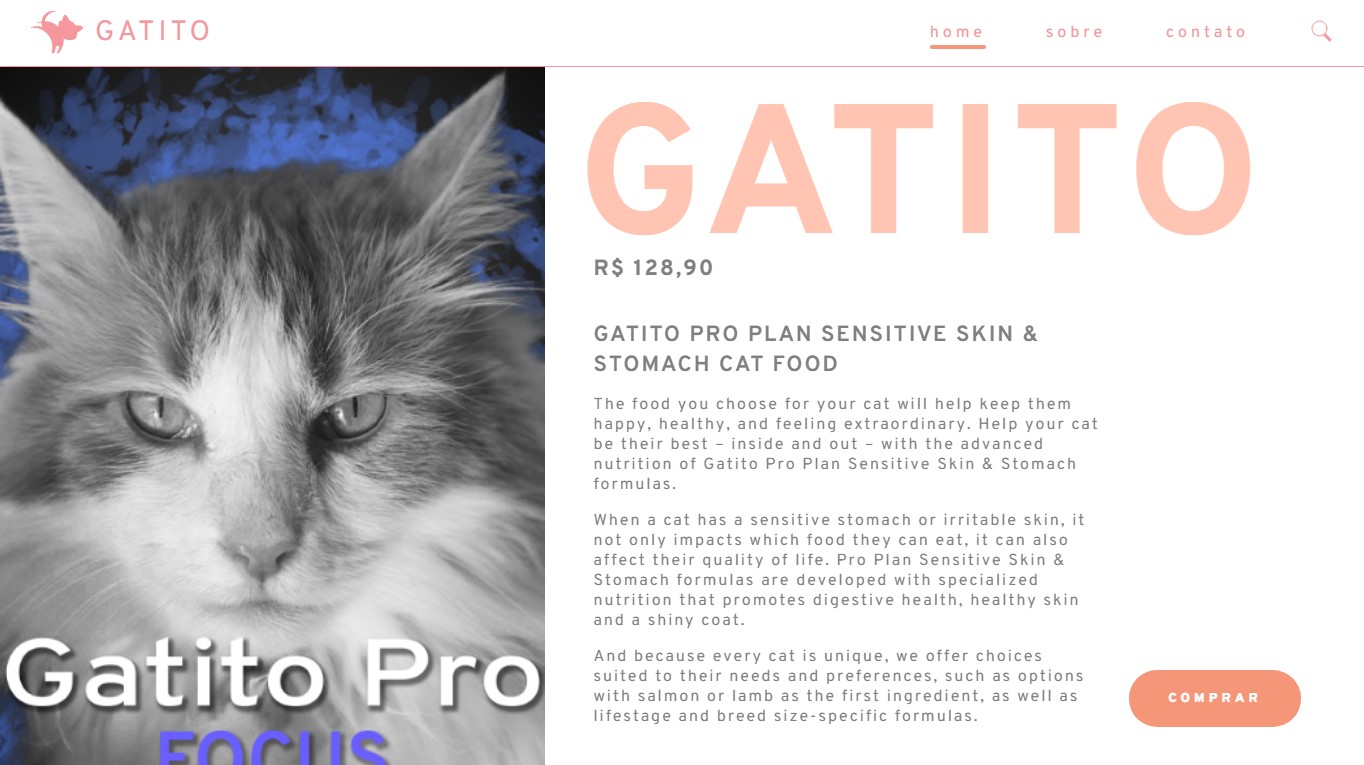 GATITO
home sobre contato
GATITO
R$ 128,90
GATITO PRO PLAN SENSITIVE SKIN &
STOMACH CAT FOOD
The food you choose for your cat will help keep them
happy, healthy, and feeling extraordinary. Help your cat
be their best – inside and out – with the advanced
nutrition of Gatito Pro Plan Sensitive Skin & Stomach
formulas.
When a cat has a sensitive stomach or irritable skin, it
not only impacts which food they can eat, it can also
affect their quality of life. Pro Plan Sensitive Skin &
Stomach formulas are developed with specialized
nutrition that promotes digestive health, healthy skin
and a shiny coat.
And because every cat is unique, we offer choices
suited to their needs and preferences, such as options
with salmon or lamb as the first ingredient, as well as
lifestage and breed size-specific formulas.
COMPRAR
Gatito Pro
FOCUS